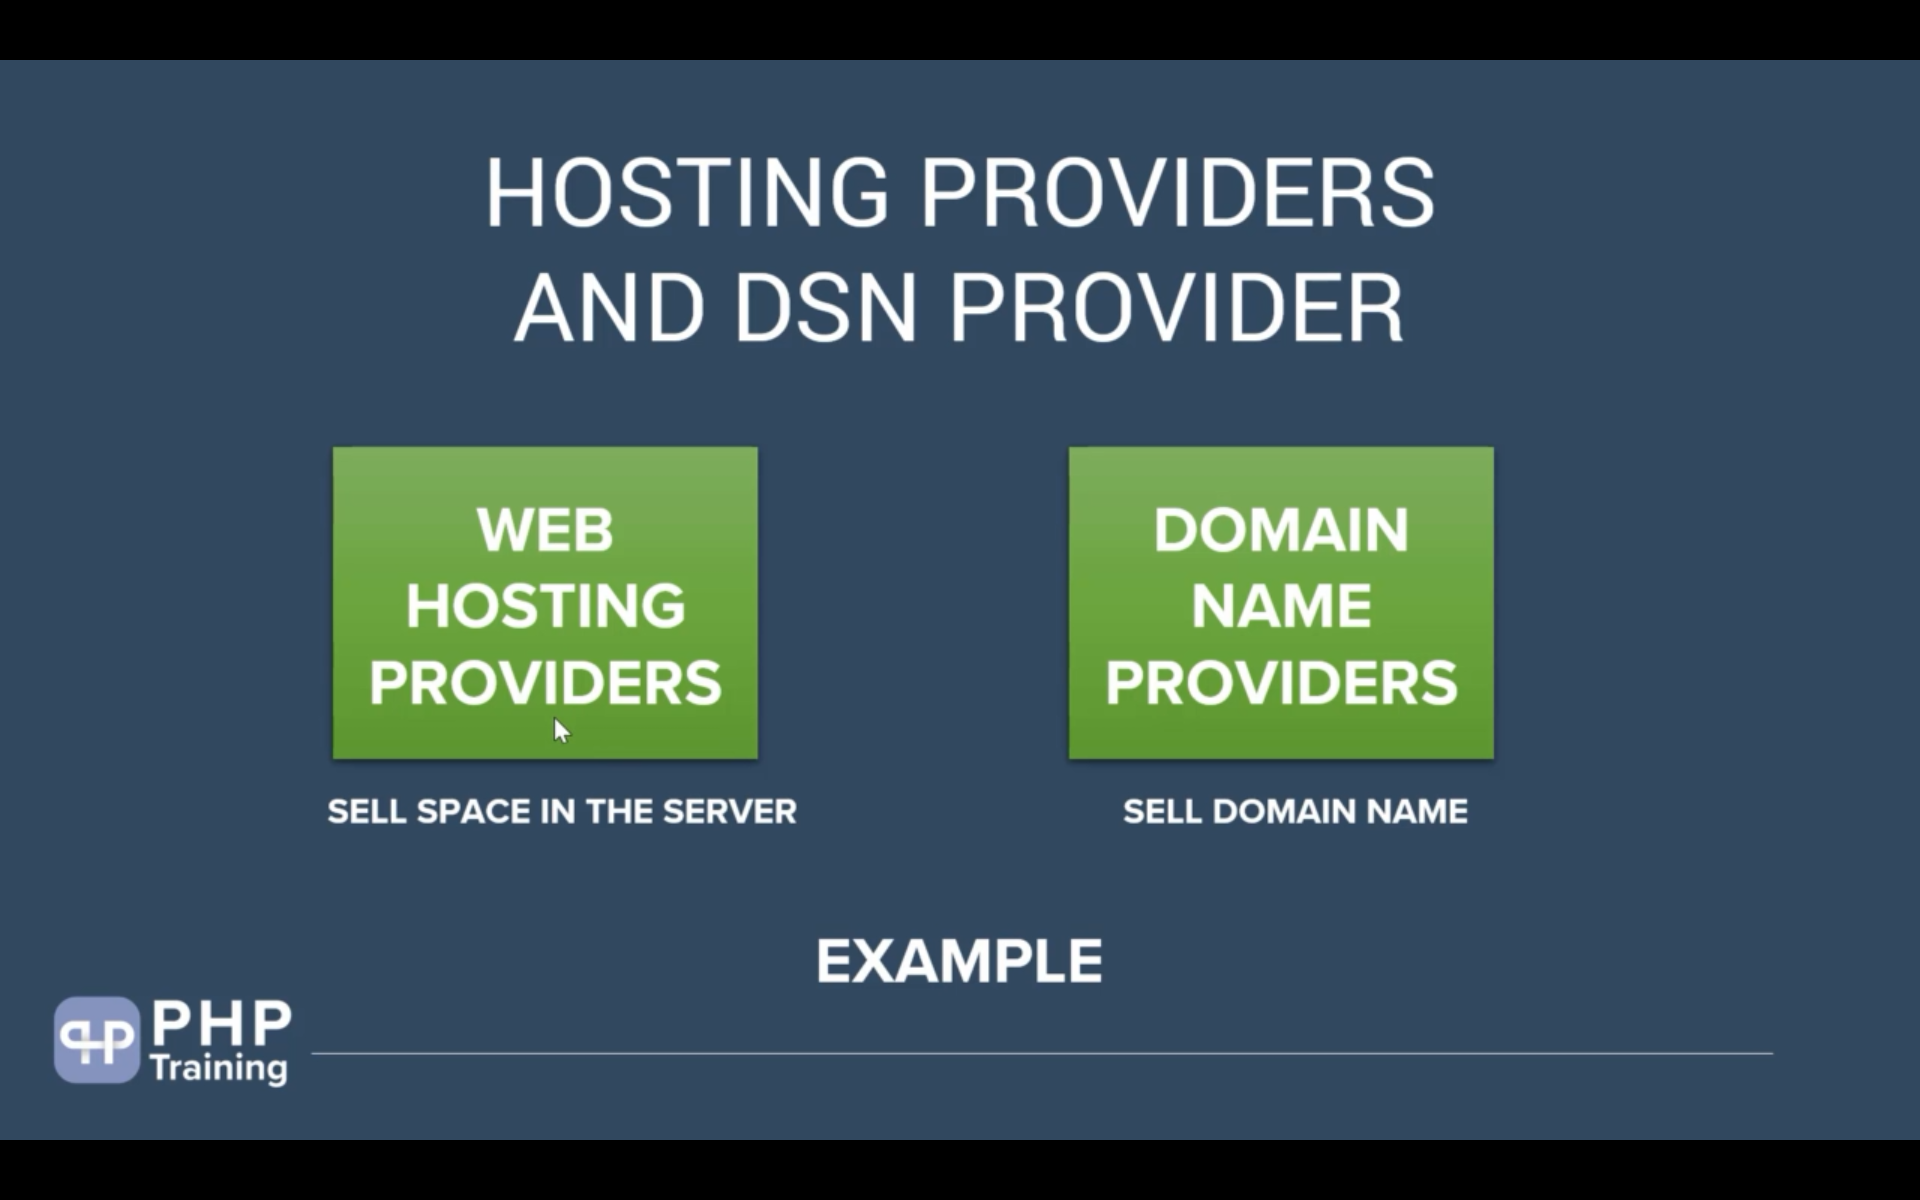 HOSTING PROVIDERS
AND DSN PROVIDER
WEB
HOSTING
PROVIDERS
SELL SPACE IN THE SERVER
DOMAIN
NAME
PROVIDERS
SELL DOMAIN NAME
EXAMPLE
PHP
Training